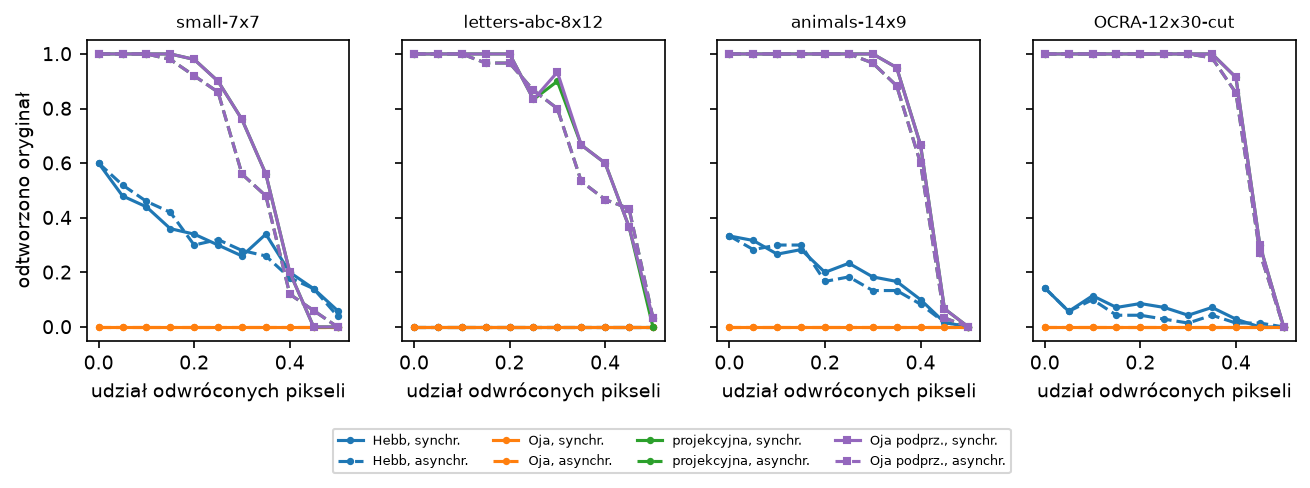 small-7x7 letters-abc-8x12 animals-14x9 OCRA-12x30-cut
odtworzono oryginał
1.0
0.8
0.6
0.4
0.2
0.0
0.0 0.2 0.4 0.0 0.2 0.4 0.0 0.2 0.4 0.0 0.2 0.4
udział odwróconych pikseli udział odwróconych pikseli udział odwróconych pikseli udział odwróconych pikseli
Hebb, synchr. Oja, synchr. projekcyjna, synchr. Oja podprz., synchr.
Hebb, asynchr. Oja, asynchr. projekcyjna, asynchr. Oja podprz., asynchr.